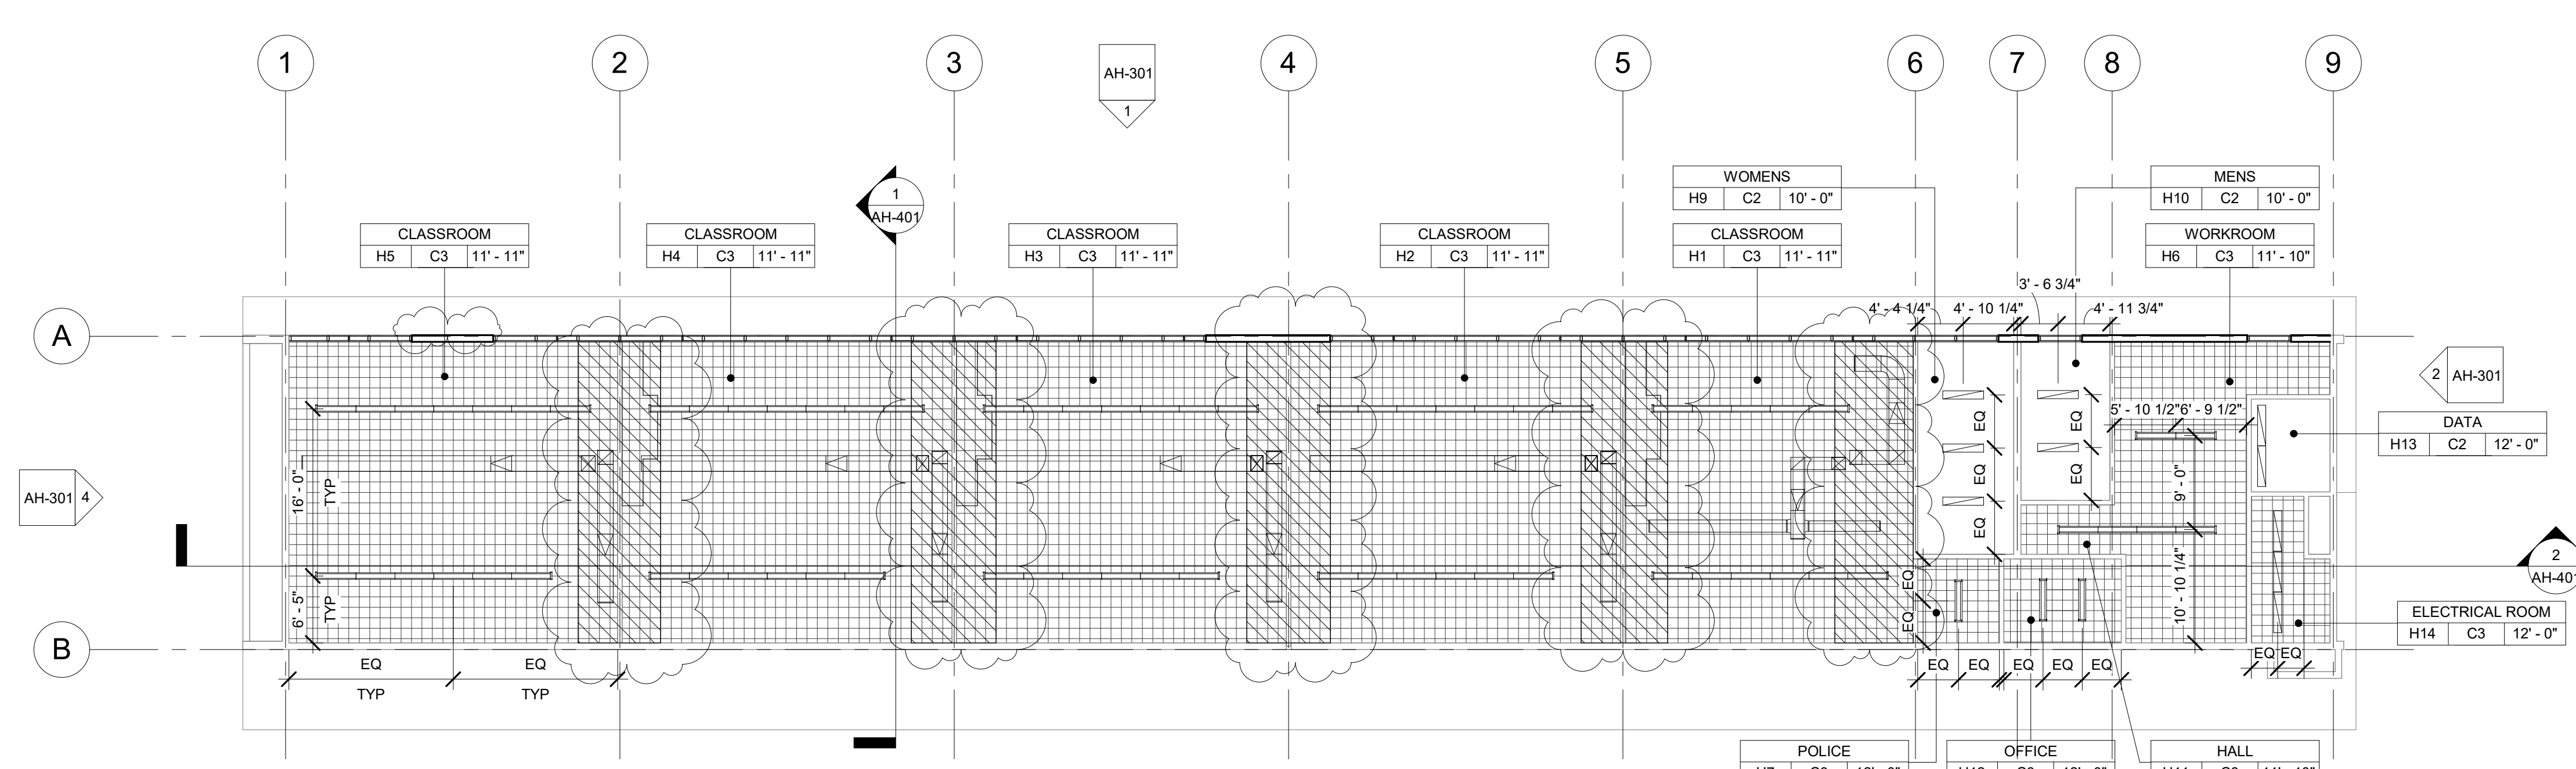 1 2 3 4 5 6 7 8 9
AH-301
1
WOMENS
H9 C2 10' - 0"
MENS
H10 C2 10' - 0"
1
AH-401
CLASSROOM
H5 C3 11' - 11"
CLASSROOM
H4 C3 11' - 11"
CLASSROOM
H3 C3 11' - 11"
CLASSROOM
H2 C3 11' - 11"
CLASSROOM
H1 C3 11' - 11"
WORKROOM
H6 C3 11' - 10"
3' - 6 3/4"
4' - 4 1/4" 4' - 10 1/4" 4' - 11 3/4"
A
2 AH-301
5' - 10 1/2" 6' - 9 1/2"
DATA
H13 C2 12' - 0"
EQ
EQ
EQ
EQ
EQ
9' - 0"
16' - 0"
TYP
AH-301 4
2
AH-401
EQ
EQ
10' - 10 1/4"
6' - 5"
TYP
ELECTRICAL ROOM
H14 C3 12' - 0"
B
EQ EQ
TYP TYP
EQ EQ EQ EQ EQ
EQ EQ
POLICE
OFFICE
HALL